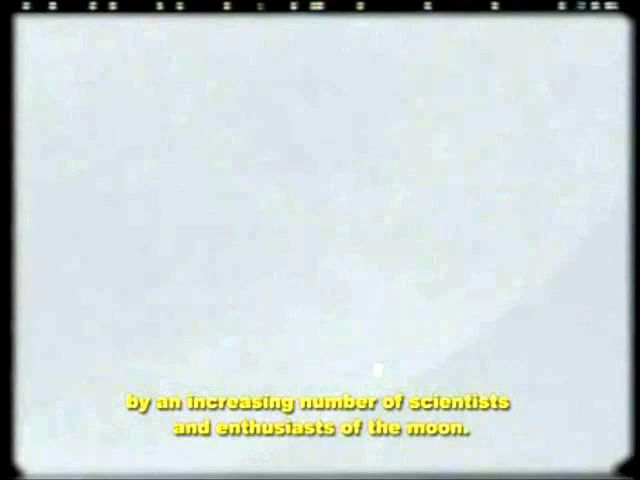 by an increasing number of scientists
and enthusiasts of the moon.